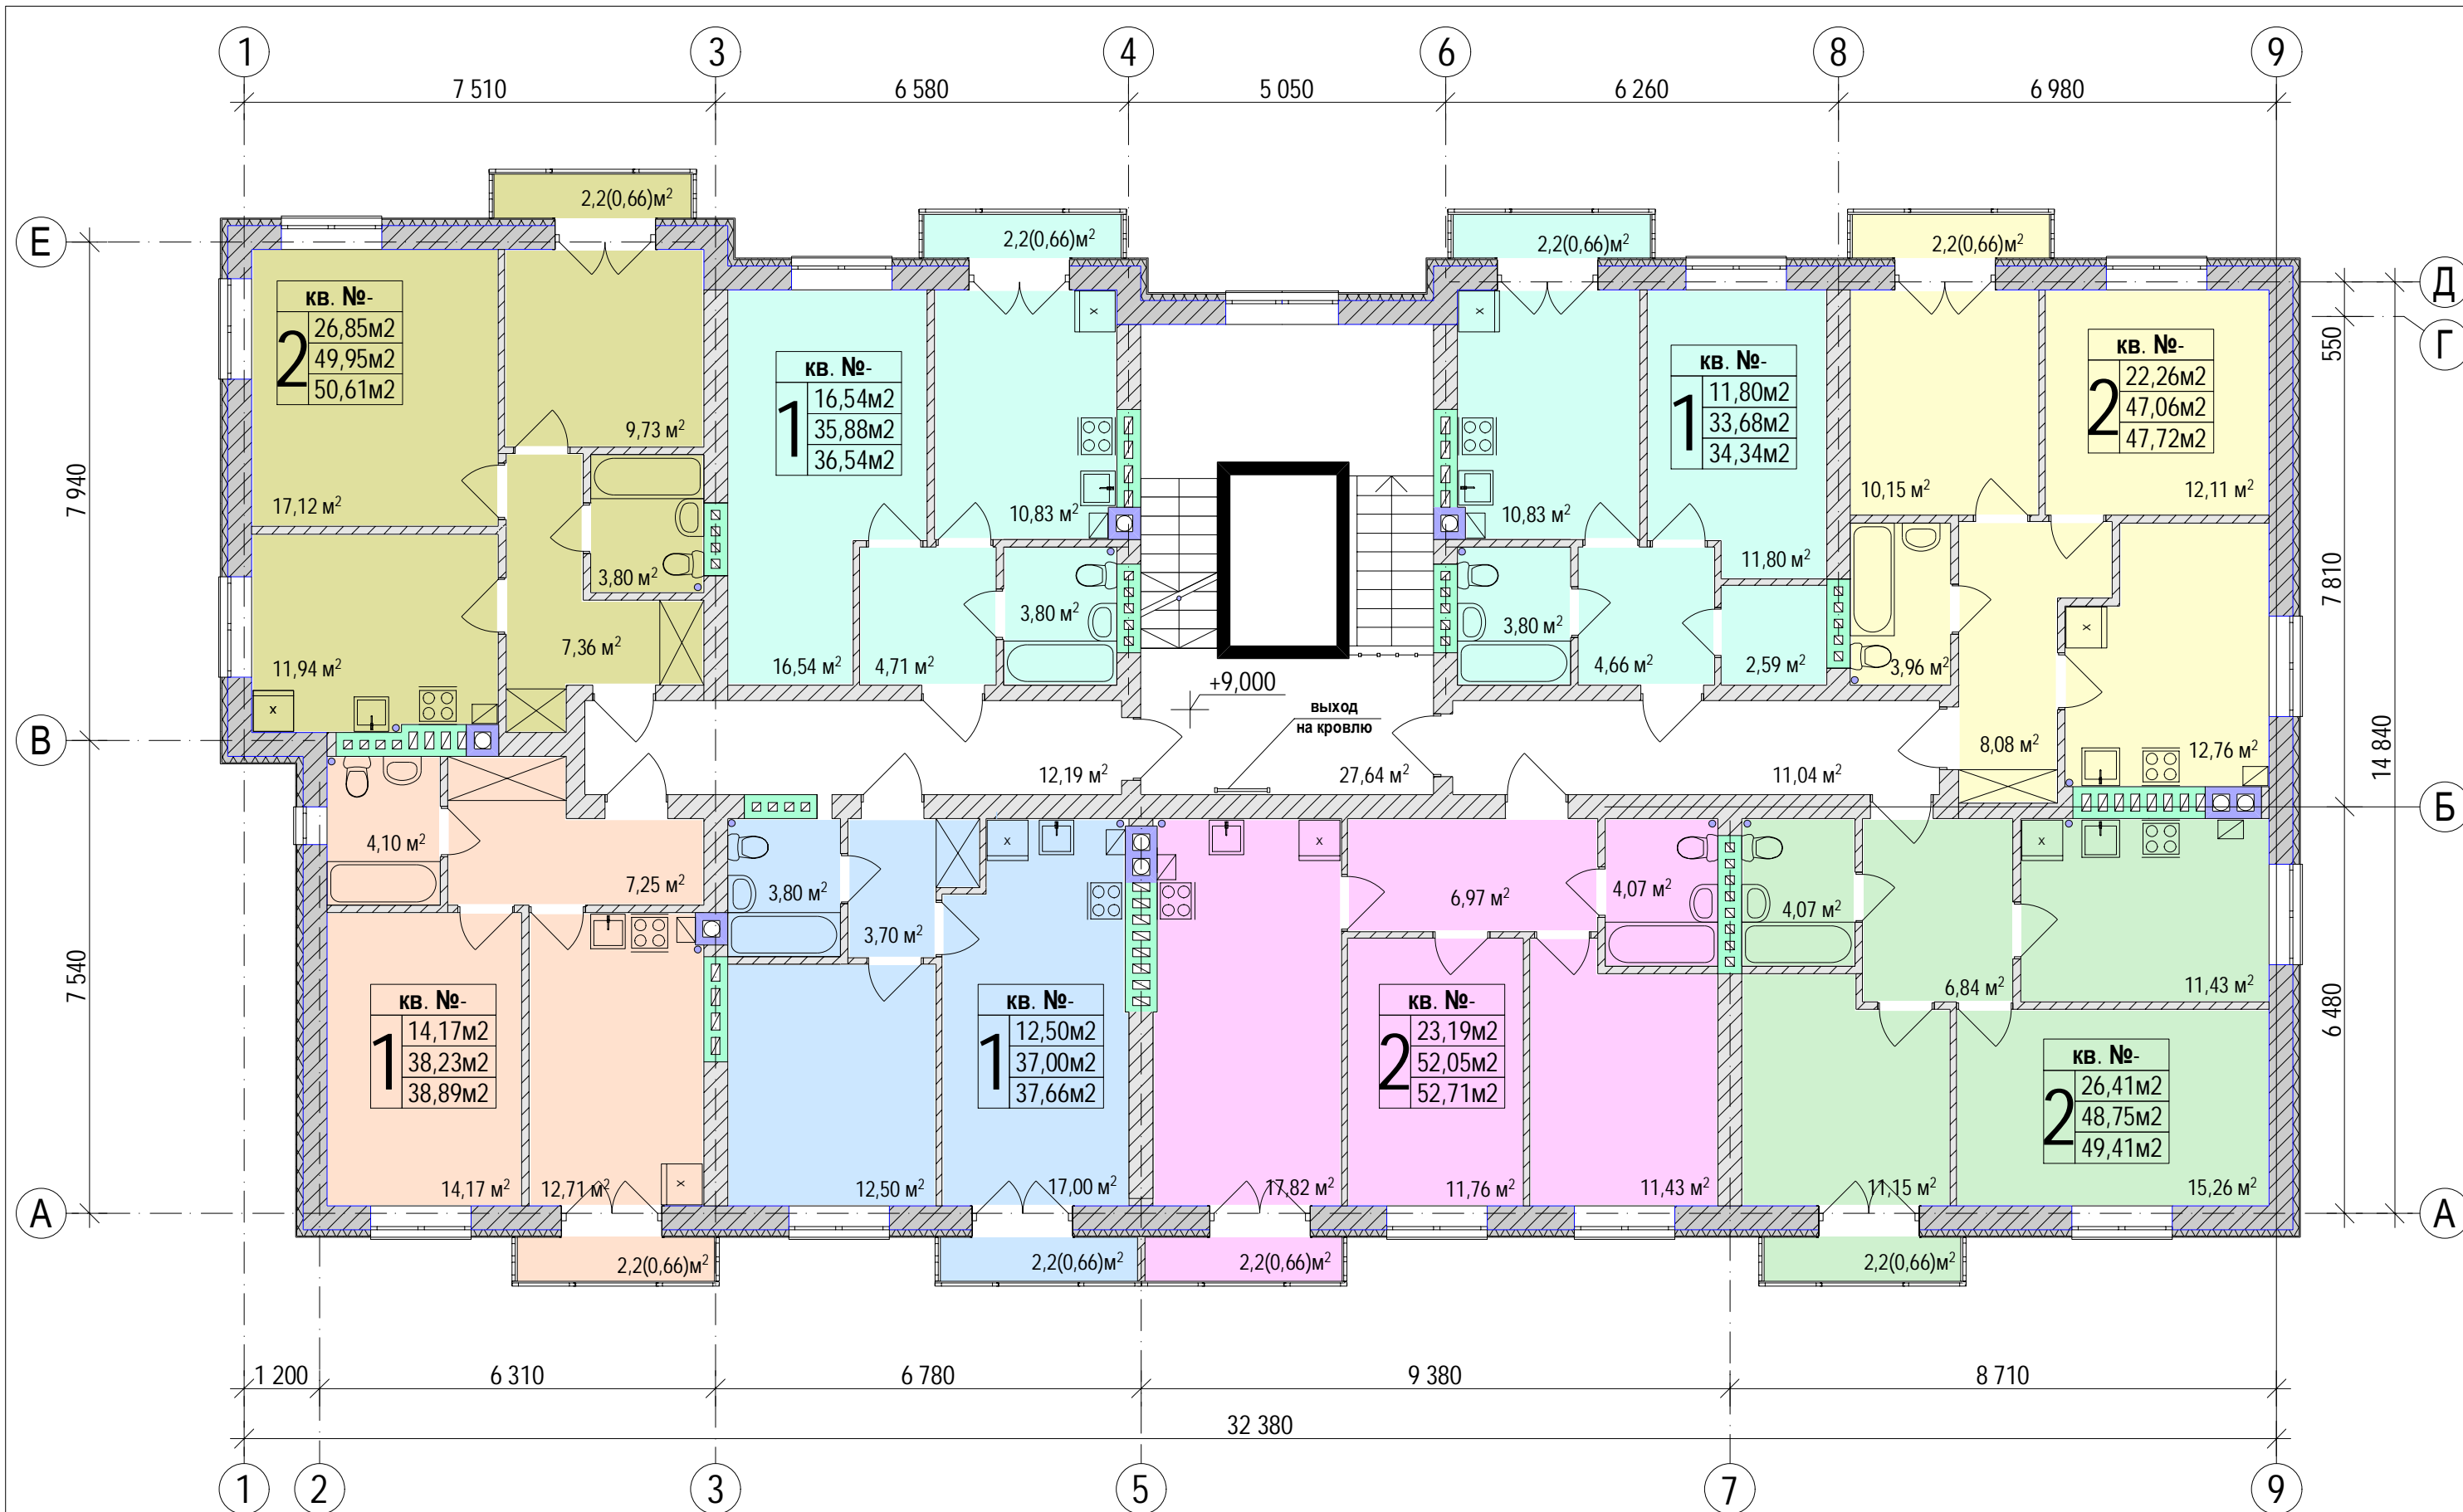 1 3 4 6 8 9
7 510 6 580 5 050 6 260 6 980
2,2(0,66)м²
2,2(0,66)м² 2,2(0,66)м² 2,2(0,66)м²
Е
Д
Г
550
7 940
7 810
14 840
В
Б
7 540
6 480
А
А
кв. №-
2
26,85м2
49,95м2
50,61м2
17,12 м²
9,73 м²
3,80 м²
7,36 м²
11,94 м²
х
кв. №-
1
16,54м2
35,88м2
36,54м2
х
10,83 м²
3,80 м²
16,54 м²
4,71 м²
кв. №-
1
11,80м2
33,68м2
34,34м2
х
10,83 м²
11,80 м²
3,80 м²
4,66 м²
2,59 м²
кв. №-
2
22,26м2
47,06м2
47,72м2
10,15 м²
12,11 м²
х
3,96 м²
8,08 м²
12,76 м²
+9,000
выход
на кровлю
12,19 м²
27,64 м²
11,04 м²
4,10 м²
7,25 м²
кв. №-
1
14,17м2
38,23м2
38,89м2
14,17 м²
12,71м²
х
3,80 м²
3,70 м²
х
кв. №-
1
12,50м2
37,00м2
37,66м2
12,50 м²
17,00 м²
х
6,97 м²
4,07 м²
кв. №-
2
23,19м2
52,05м2
52,71м2
17,82 м²
11,76 м²
11,43 м²
4,07 м²
х
6,84 м²
11,43 м²
кв. №-
2
26,41м2
48,75м2
49,41м2
11,15 м²
15,26 м²
2,2(0,66)м² 2,2(0,66)м² 2,2(0,66)м² 2,2(0,66)м²
1 200 6 310 6 780 9 380 8 710
32 380
1 2 3 5 7 9